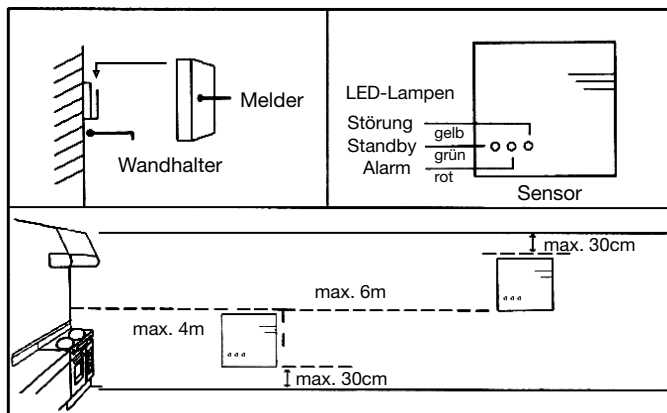 Melder
Wandhalter
LED-Lampen
Störung
gelb
Standby
grün
Alarm
rot
Sensor
max. 30cm
max. 6m
max. 4m
max. 30cm